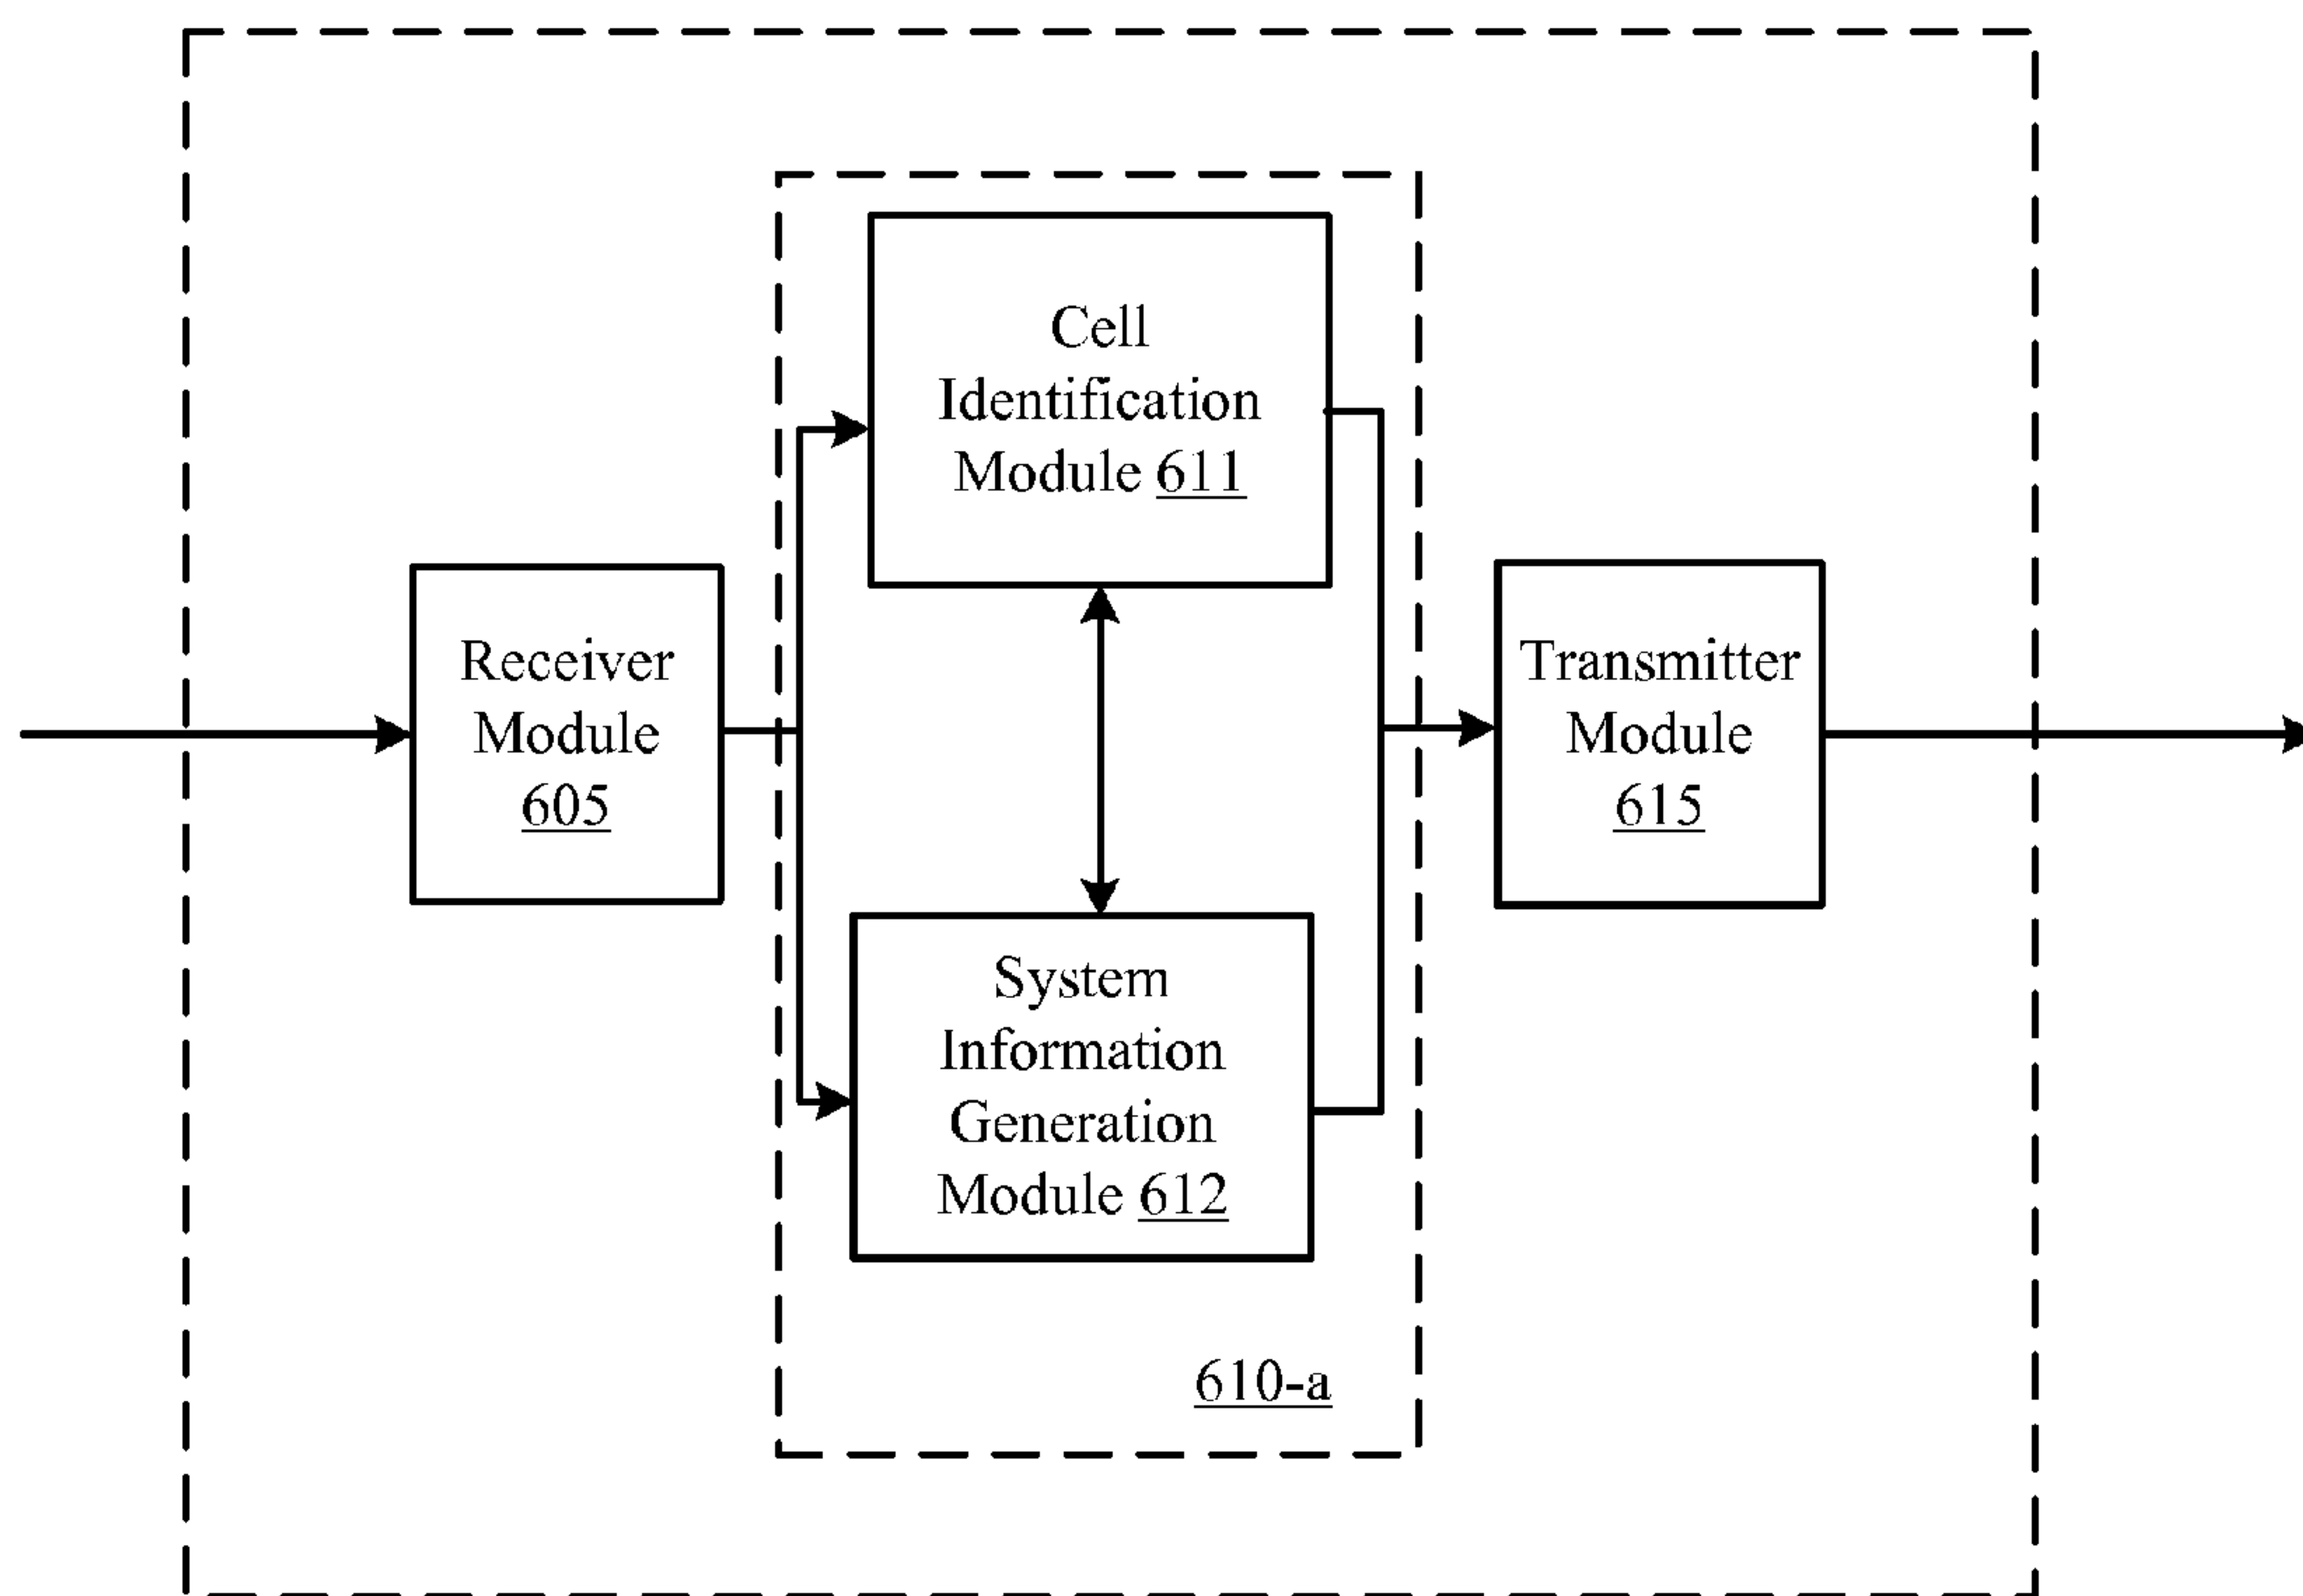 Cell
Identification
Module 611
Receiver
Module
605
Transmitter
Module
615
System
Information
Generation
Module 612
610-a